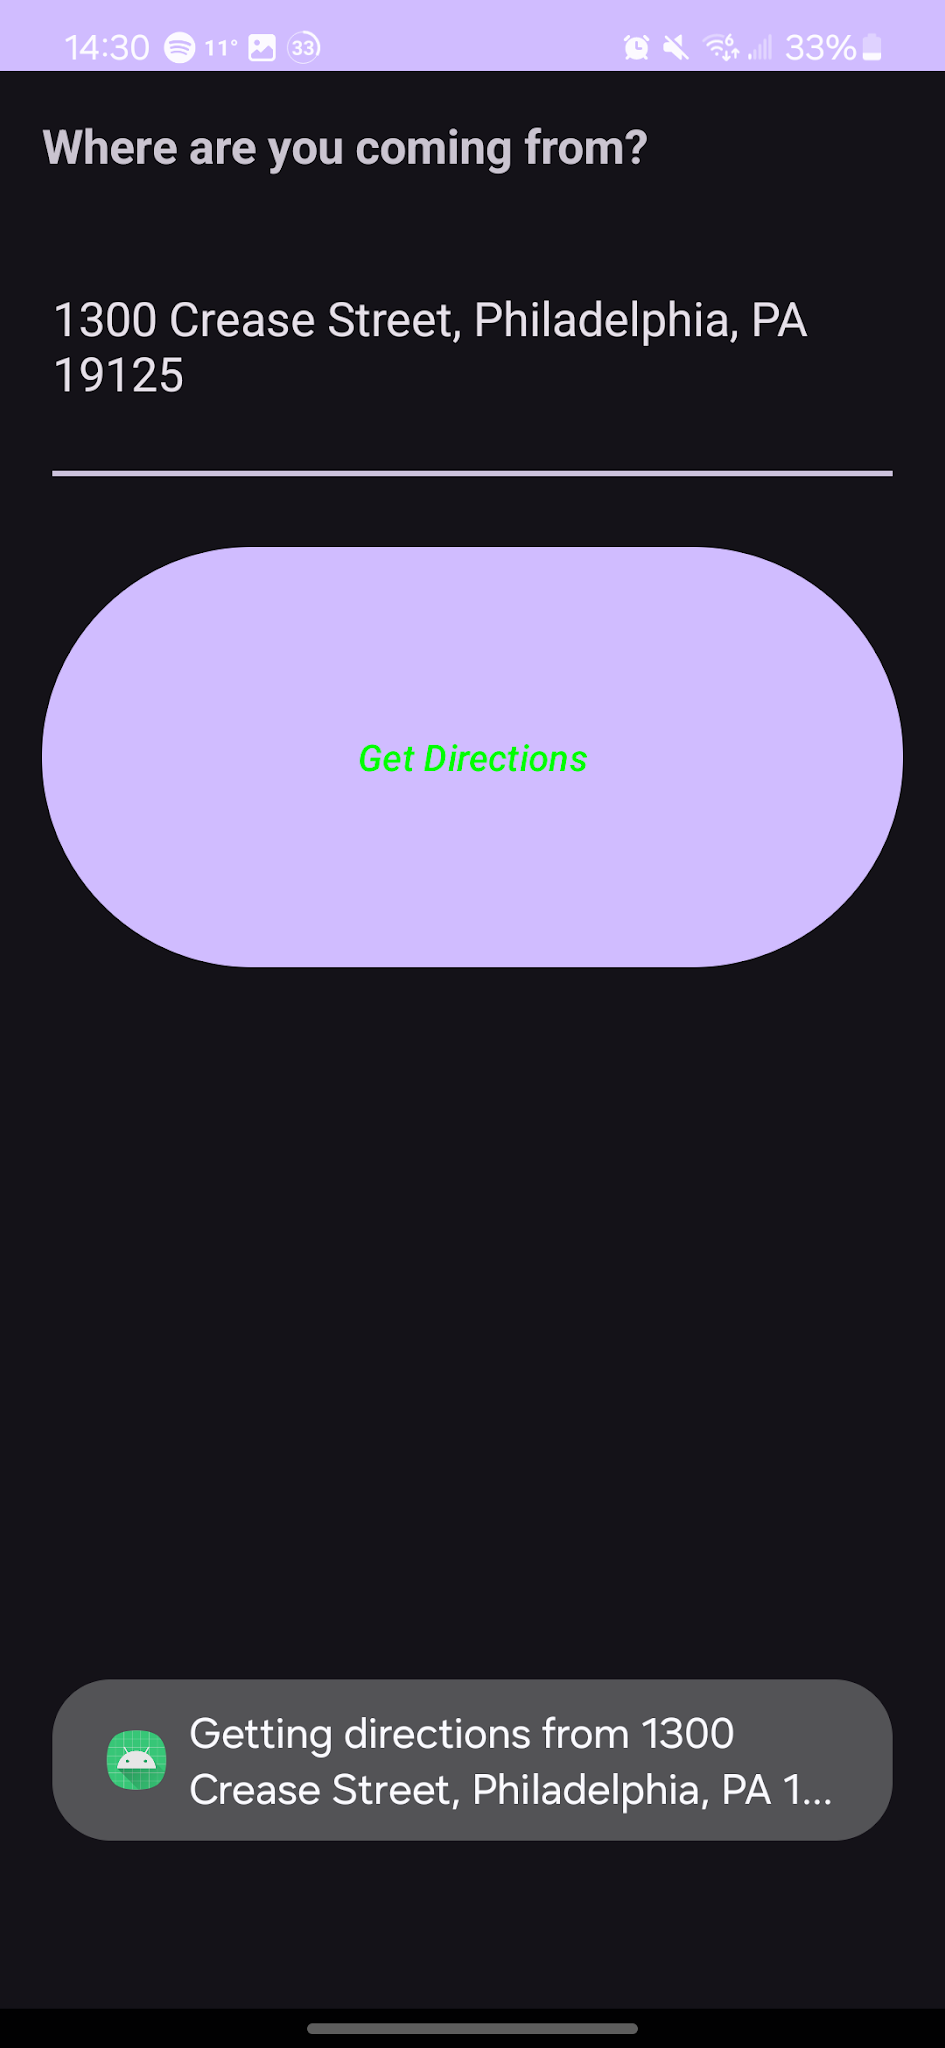 14:30 11° 33 6 33%
Where are you coming from?
1300 Crease Street, Philadelphia, PA
19125
Get Directions
Getting directions from 1300
Crease Street, Philadelphia, PA 1...